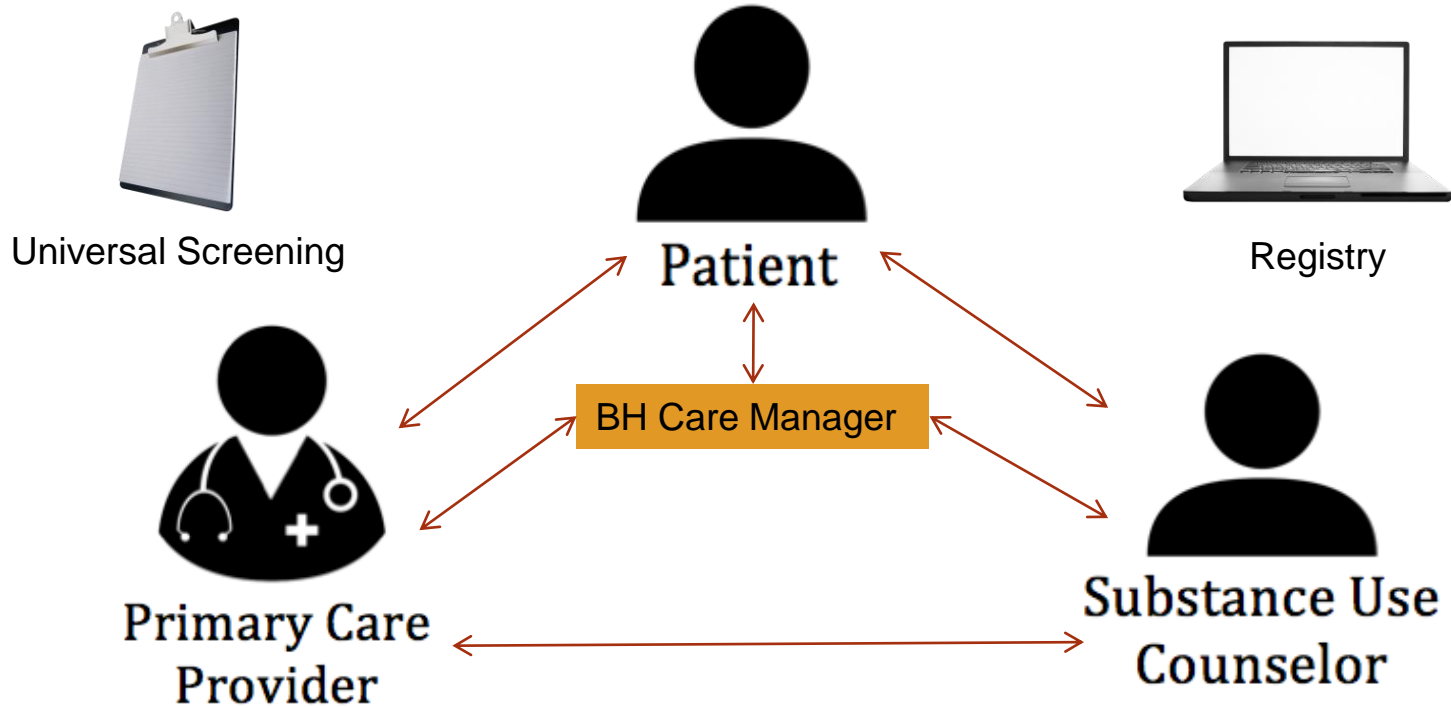 Universal Screening
Patient
Registry
BH Care Manager
Primary Care
Provider
Substance Use
Counselor